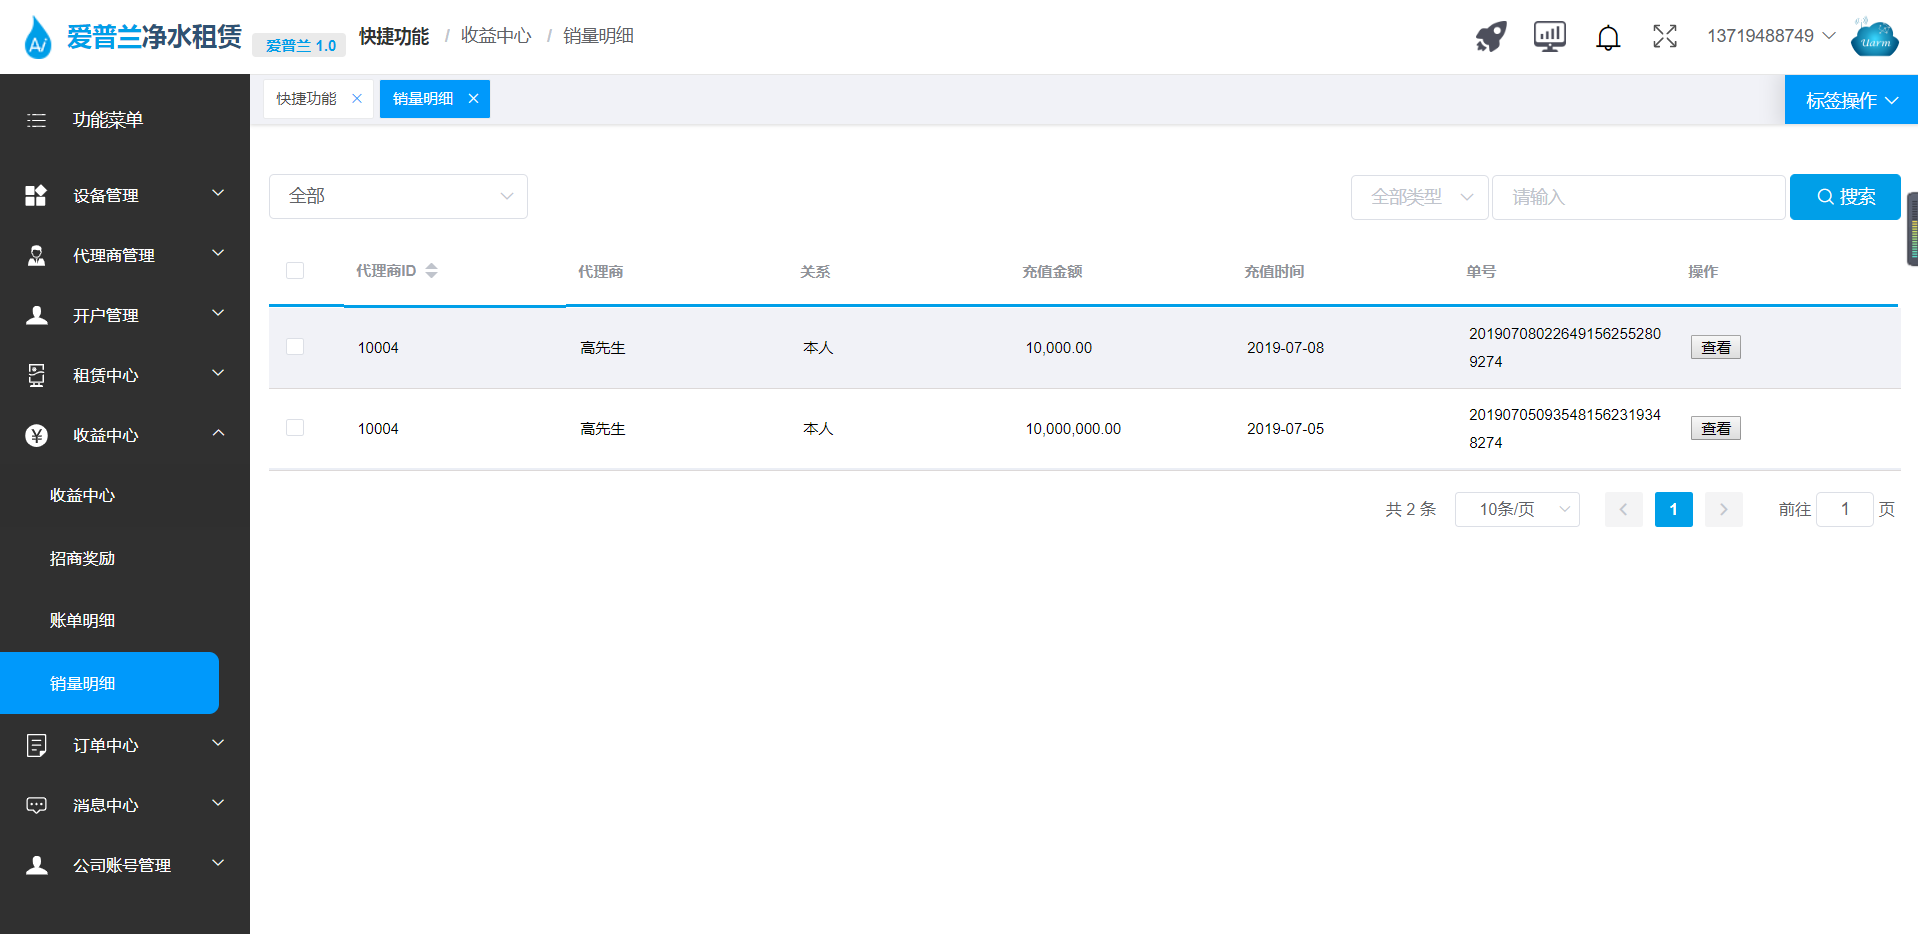 爱普兰净水租赁
爱普兰 1.0
快捷功能 / 收益中心 / 销量明细
13719488749
Uarm
功能菜单
设备管理
代理商管理
开户管理
租赁中心
收益中心
收益中心
招商奖励
账单明细
销量明细
订单中心
消息中心
公司账号管理
快捷功能
销量明细
标签操作
全部
全部类型
请输入
搜索
代理商ID 代理商 关系 充值金额 充值时间 单号 操作
10004 高先生 本人 10,000.00 2019-07-08 20190708022649156255280
9274
查看
10004 高先生 本人 10,000,000.00 2019-07-05 20190705093548156231934
8274
查看
共 2 条 10条/页 1 前往 1 页